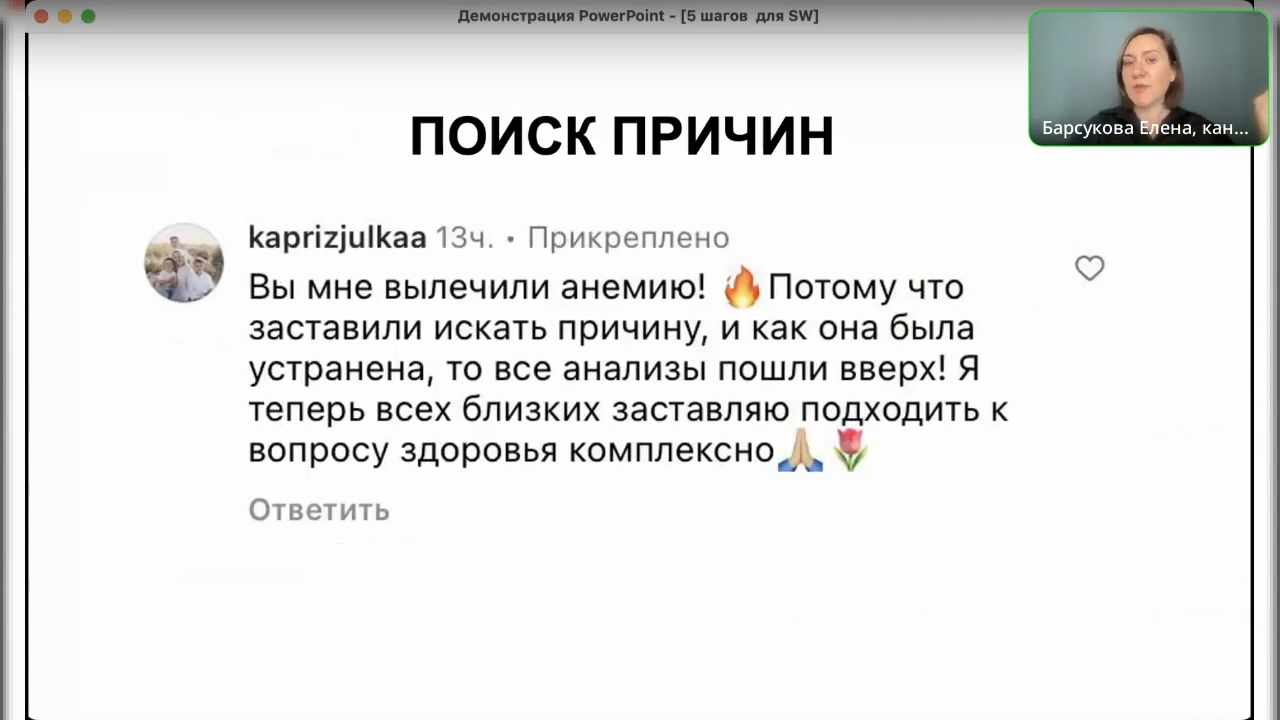 Демонстрация PowerPoint - [5 шагов для SW]
Барсукова Елена, кан...
ПОИСК ПРИЧИН
kaprizjulkaa 13ч. • Прикреплено
Вы мне вылечили анемию! 🔥Потому что
заставили искать причину, и как она была
устранена, то все анализы пошли вверх! Я
теперь всех близких заставляю подходить к
вопросу здоровья комплексно🙏🏼🌷
Ответить